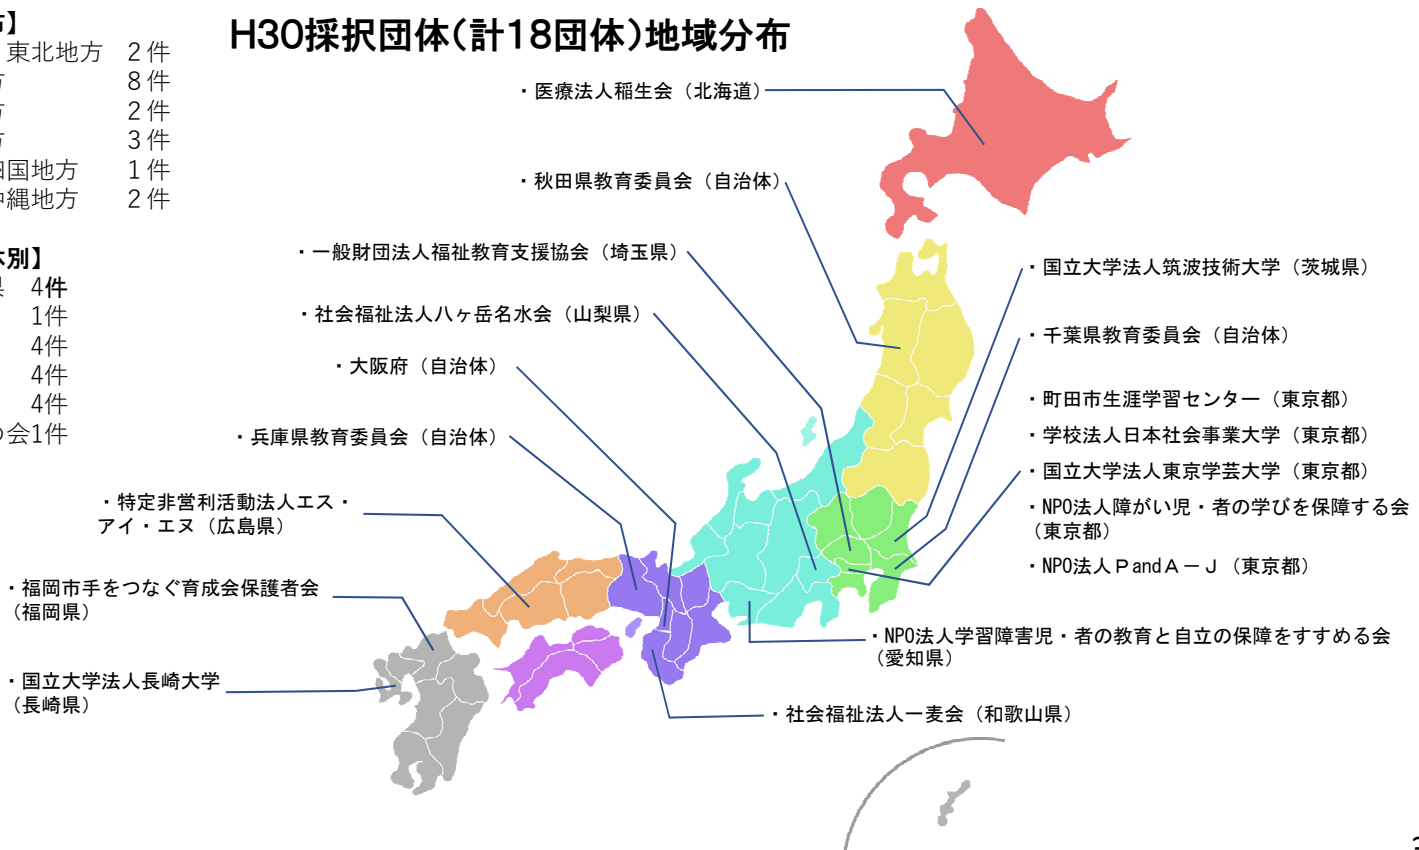 H30採択団体(計18団体)地域分布
】
東北地方 2件
方 8件
方 2件
方 3件
国地方 1件
沖縄地方 2件
別】
県 4件
1件
4件
4件
4件
の会1件
・医療法人稲生会（北海道）
・秋田県教育委員会（自治体）
・一般財団法人福祉教育支援協会（埼玉県）
・社会福祉法人八ヶ岳名水会（山梨県）
・大阪府（自治体）
・兵庫県教育委員会（自治体）
・特定非営利活動法人エス・
アイ・エヌ（広島県）
・福岡市手をつなぐ育成会保護者会
（福岡県）
・国立大学法人長崎大学
（長崎県）
・国立大学法人筑波技術大学（茨城県）
・千葉県教育委員会（自治体）
・町田市生涯学習センター（東京都）
・学校法人日本社会事業大学（東京都）
・国立大学法人東京学芸大学（東京都）
・NPO法人障がい児・者の学びを保障する会
（東京都）
・NPO法人ＰandＡ－Ｊ（東京都）
・NPO法人学習障害児・者の教育と自立の保障をすすめる会
（愛知県）
・社会福祉法人一麦会（和歌山県）